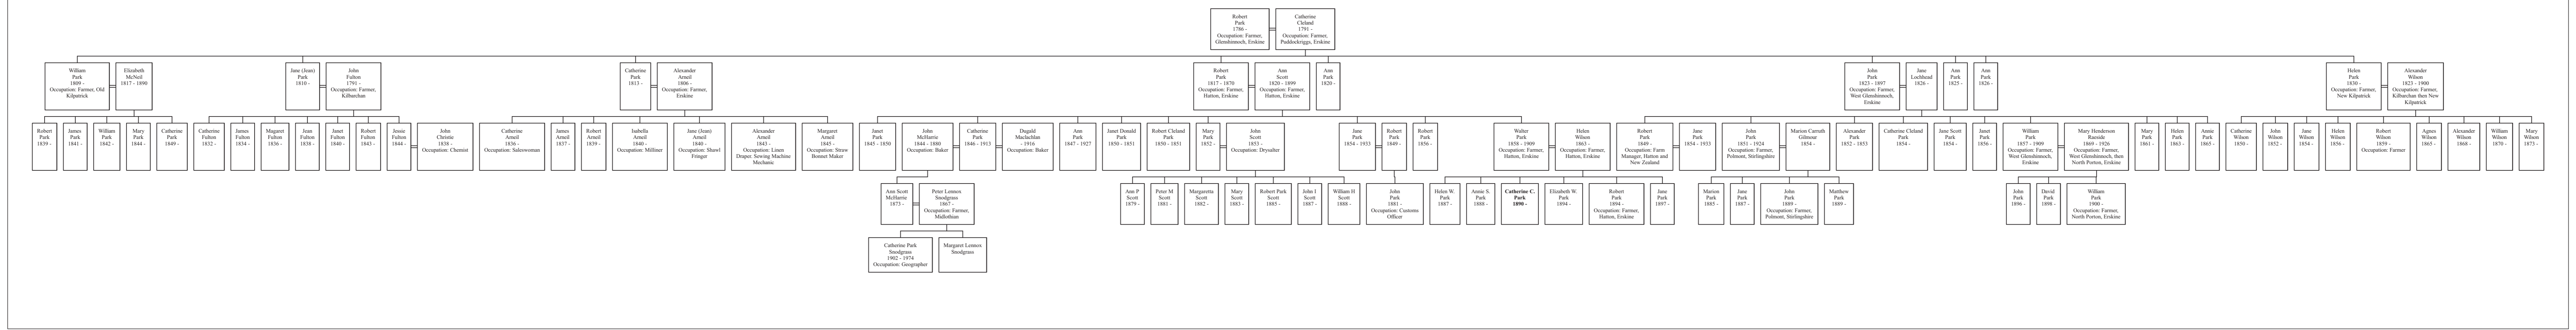 Robert
Park
1786 -
Occupation: Farmer,
Glenshinnoch, Erskine
Catherine
Cleland
1791 -
Occupation: Farmer,
Puddockriggs, Erskine
William
Park
1809 -
Occupation: Farmer, Old
Kilpatrick
Elizabeth
McNeil
1817 - 1890
Jane (Jean)
Park
1810 -
John
Fulton
1791 -
Occupation: Farmer,
Kilbarchan
Catherine
Park
1813 -
Alexander
Arneil
1806 -
Occupation: Farmer,
Erskine
Robert
Park
1817 - 1870
Occupation: Farmer,
Hatton, Erskine
Ann
Scott
1820 - 1899
Occupation: Farmer,
Hatton, Erskine
Ann
Park
1820 -
John
Park
1823 - 1897
Occupation: Farmer,
West Glenshinnoch,
Erskine
Jane
Lochhead
1826 -
Ann
Park
1825 -
Ann
Park
1826 -
Helen
Park
1830 -
Occupation: Farmer,
New Kilpatrick
Alexander
Wilson
1823 - 1900
Occupation: Farmer,
Kilbarchan then New
Kilpatrick
Robert
Park
1839 -
James
Park
1841 -
William
Park
1842 -
Mary
Park
1844 -
Catherine
Park
1849 -
Catherine
Fulton
1832 -
James
Fulton
1834 -
Magaret
Fulton
1836 -
Jean
Fulton
1838 -
Janet
Fulton
1840 -
Robert
Fulton
1843 -
Jessie
Fulton
1844 -
John
Christie
1838 -
Occupation: Chemist
Catherine
Arneil
1836 -
Occupation: Saleswoman
James
Arneil
1837 -
Robert
Arneil
1839 -
Isabella
Arneil
1840 -
Occupation: Milliner
Jane (Jean)
Arneil
1840 -
Occupation: Shawl
Fringer
Alexander
Arneil
1843 -
Occupation: Linen
Draper: Sewing Machine
Mechanic
Margaret
Arneil
1845 -
Occupation: Straw
Bonnet Maker
Janet
Park
1845 - 1850
John
McHarrie
1844 - 1880
Occupation: Baker
Catherine
Park
1846 - 1913
Dugald
Maclachlan
- 1916
Occupation: Baker
Ann
Park
1847 - 1927
Janet Donald
Park
1850 - 1851
Robert Cleland
Park
1850 - 1851
Mary
Park
1852 -
John
Scott
1853 -
Occupation: Drysalter
Jane
Park
1854 - 1933
Robert
Park
1849 -
Robert
Park
1856 -
Walter
Park
1858 - 1909
Occupation: Farmer,
Hatton, Erskine
Helen
Wilson
1863 -
Occupation: Farmer,
Hatton, Erskine
Robert
Park
1849 -
Occupation: Farm
Manager, Hatton and
New Zealand
Jane
Park
1854 - 1933
John
Park
1851 - 1924
Occupation: Farmer,
Polmont, Stirlingshire
Marion Carruth
Gilmour
1854 -
Alexander
Park
1852 - 1853
Catherine Cleland
Park
1854 -
Jane Scott
Park
1854 -
Janet
Park
1856 -
William
Park
1857 - 1909
Occupation: Farmer,
West Glenshinnoch,
Erskine
Mary Henderson
Raeside
1869 - 1926
Occupation: Farmer,
West Glenshinnoch, then
North Porton, Erskine
Mary
Park
1861 -
Helen
Park
1863 -
Annie
Park
1865 -
Catherine
Wilson
1850 -
John
Wilson
1852 -
Jane
Wilson
1854 -
Helen
Wilson
1856 -
Robert
Wilson
1859 -
Occupation: Farmer
Agnes
Wilson
1865 -
Alexander
Wilson
1868 -
William
Wilson
1870 -
Mary
Wilson
1873 -
Ann Scott
McHarrie
1873 -
Peter Lennox
Snodgrass
1867 -
Occupation: Farmer,
Midlothian
Ann P
Scott
1879 -
Peter M
Scott
1881 -
Margaretta
Scott
1882 -
Mary
Scott
1883 -
Robert Park
Scott
1885 -
John I
Scott
1887 -
William H
Scott
1888 -
John
Park
1881 -
Occupation: Customs
Officer
Helen W.
Park
1887 -
Annie S.
Park
1888 -
Catherine C.
Park
1890 -
Elizabeth W.
Park
1894 -
Robert
Park
1894 -
Occupation: Farmer,
Hatton, Erskine
Jane
Park
1897 -
Marion
Park
1885 -
Jane
Park
1887 -
John
Park
1889 -
Occupation: Farmer,
Polmont, Stirlingshire
Matthew
Park
1889 -
John
Park
1896 -
David
Park
1898 -
William
Park
1900 -
Occupation: Farmer,
North Porton, Erskine
Catherine Park
Snodgrass
1902 - 1974
Occupation: Geographer
Margaret Lennox
Snodgrass